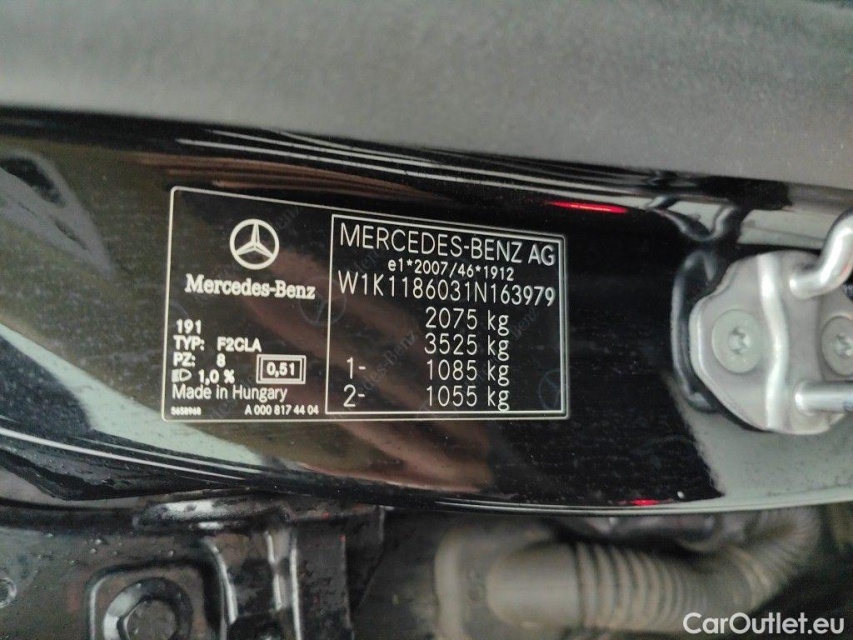 Mercedes-Benz
191
TYP: F2CLA
PZ: 8
1,0 % 0,51
Made in Hungary
5658968 A 000 817 44 04
MERCEDES-BENZ AG
e1*2007/46*1912
W1K1186031N163979
2075 kg
3525 kg
1- 1085 kg
2- 1055 kg
CarOutlet.eu